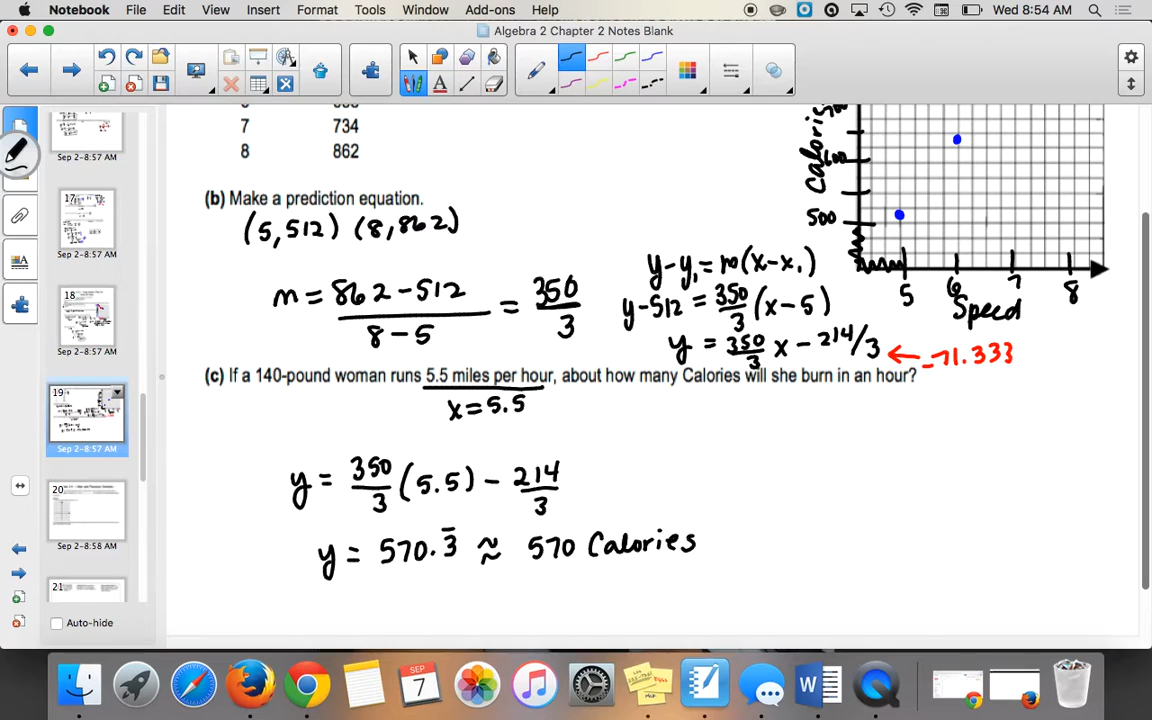 Notebook File Edit View Insert Format Tools Window Add-ons Help Wed 8:54 AM
Algebra 2 Chapter 2 Notes Blank
Sep 2-8:57 AM
17
Sep 2-8:57 AM
18
Sep 2-8:57 AM
19
Sep 2-8:57 AM
20
Sep 2-8:58 AM
21
Auto-hide
7 734
8 862
(b) Make a prediction equation.
(5,512) (8,862)
m = 862-512 / 8-5 = 350/3
y-y₁=m(x-x₁)
y-512 = 350/3 (x-5)
y = 350/3 x - 214/3
← -71.333
Calories
600
500
5 6 7 8
Speed
(c) If a 140-pound woman runs 5.5 miles per hour, about how many Calories will she burn in an hour?
x=5.5
y = 350/3 (5.5) - 214/3
y = 570.3̅ ≈ 570 Calories
SEP
7